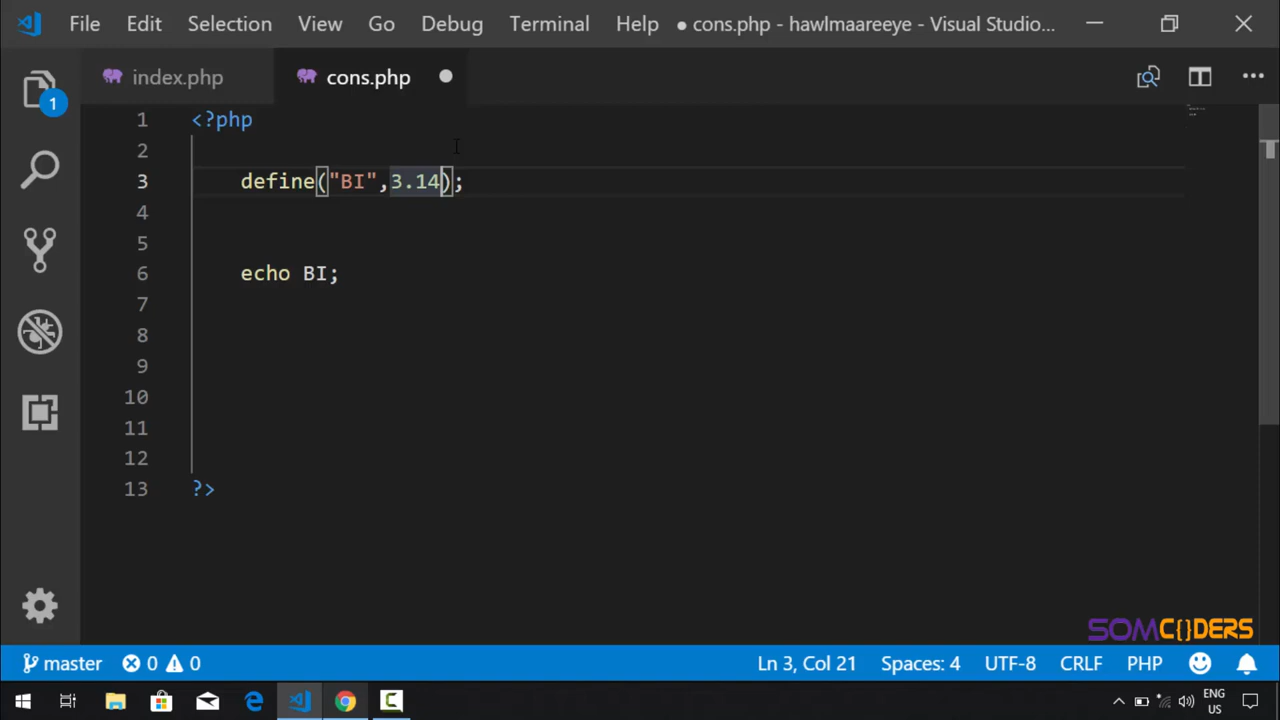 File Edit Selection View Go Debug Terminal Help ● cons.php - hawlmaareeye - Visual Studio...
index.php cons.php
1
1 <?php
2
3 define("BI",3.14);
4
5
6 echo BI;
7
8
9
10
11
12
13 ?>
SOMC{}DERS
master 0 0 Ln 3, Col 21 Spaces: 4 UTF-8 CRLF PHP
ENG
US